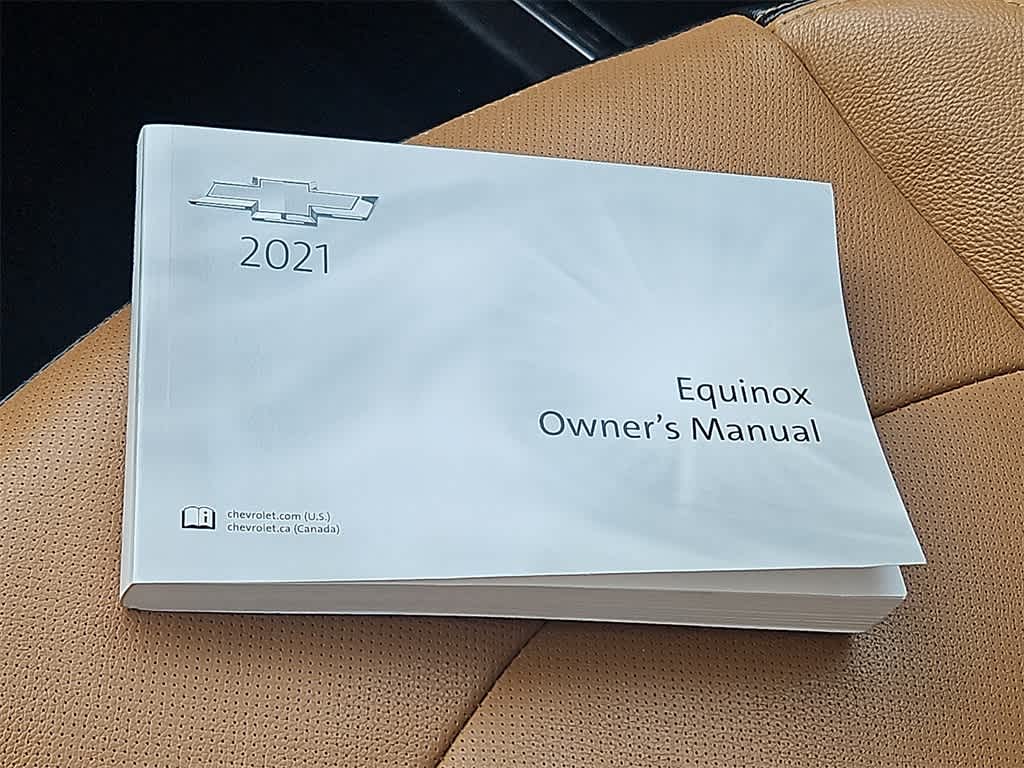 2021
Equinox
Owner's Manual
chevrolet.com (U.S.)
chevrolet.ca (Canada)